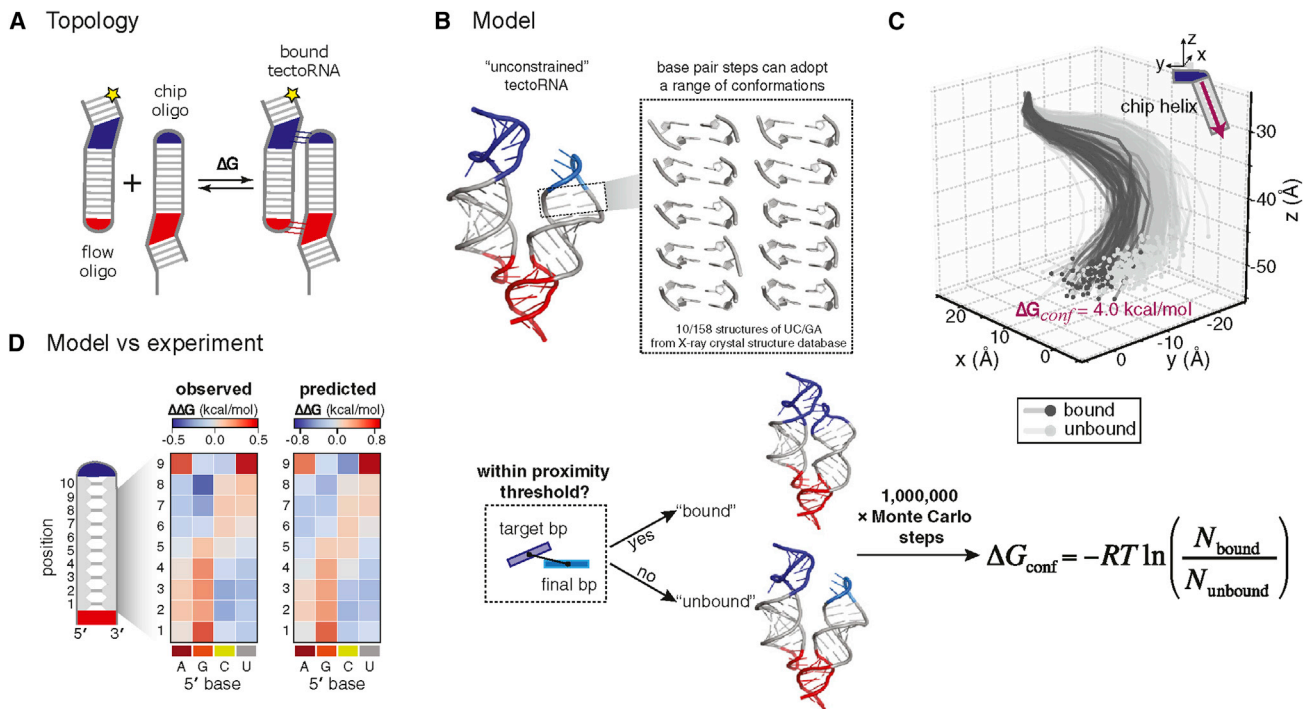 A Topology
bound
tectoRNA
chip
oligo
ΔG
+
flow
oligo
B Model
"unconstrained"
tectoRNA
base pair steps can adopt
a range of conformations
10/158 structures of UC/GA
from X-ray crystal structure database
within proximity
threshold?
target bp
final bp
yes
"bound"
no
"unbound"
1,000,000
× Monte Carlo
steps
ΔGconf = -RT ln(Nbound/Nunbound)
C
z
y
x
chip helix
-30
-40
-50
z (Å)
ΔGconf = 4.0 kcal/mol
20
10
0
x (Å)
0
-10
-20
y (Å)
bound
unbound
D Model vs experiment
observed
ΔΔG (kcal/mol)
-0.5 0.0 0.5
predicted
ΔΔG (kcal/mol)
-0.8 0.0 0.8
position
10
9
8
7
6
5
4
3
2
1
5′ 3′
9
8
7
6
5
4
3
2
1
A G C U
5′ base
9
8
7
6
5
4
3
2
1
A G C U
5′ base